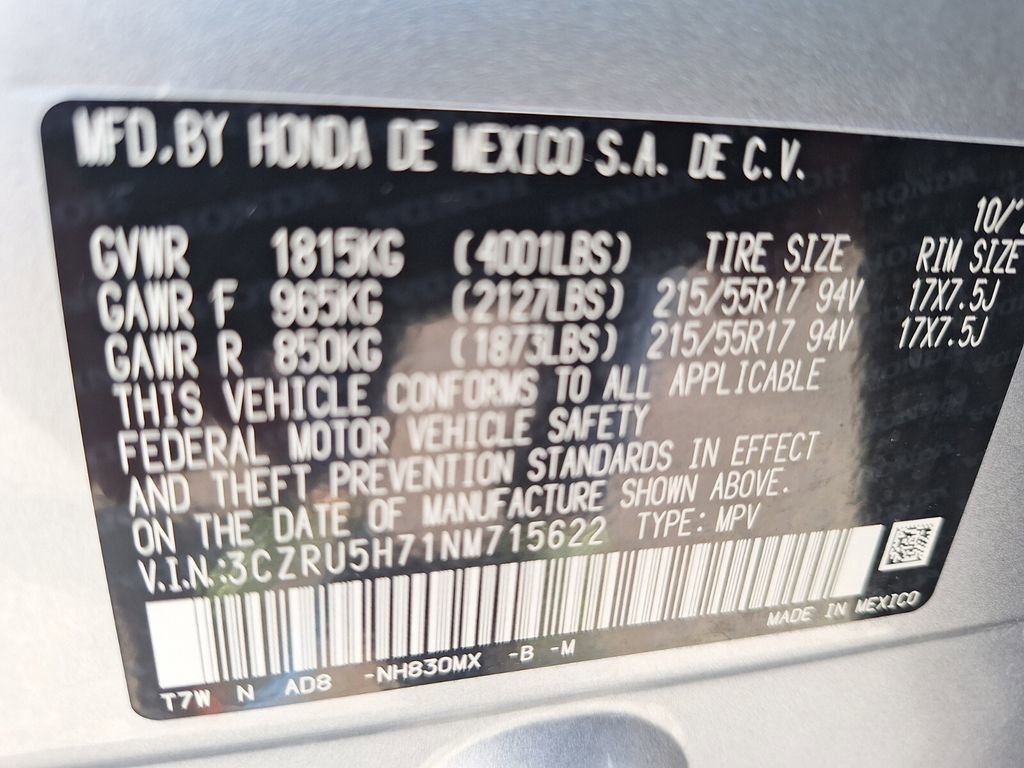 MFD.BY HONDA DE MEXICO S.A. DE C.V.
10/
GVWR 1815KG (4001LBS) TIRE SIZE RIM SIZE
GAWR F 965KG (2127LBS) 215/55R17 94V 17X7.5J
GAWR R 850KG (1873LBS) 215/55R17 94V 17X7.5J
THIS VEHICLE CONFORMS TO ALL APPLICABLE
FEDERAL MOTOR VEHICLE SAFETY
AND THEFT PREVENTION STANDARDS IN EFFECT
ON THE DATE OF MANUFACTURE SHOWN ABOVE.
V.I.N.:3CZRU5H71NM715622 TYPE: MPV
MADE IN MEXICO
T7W N AD8 -NH830MX -B -M